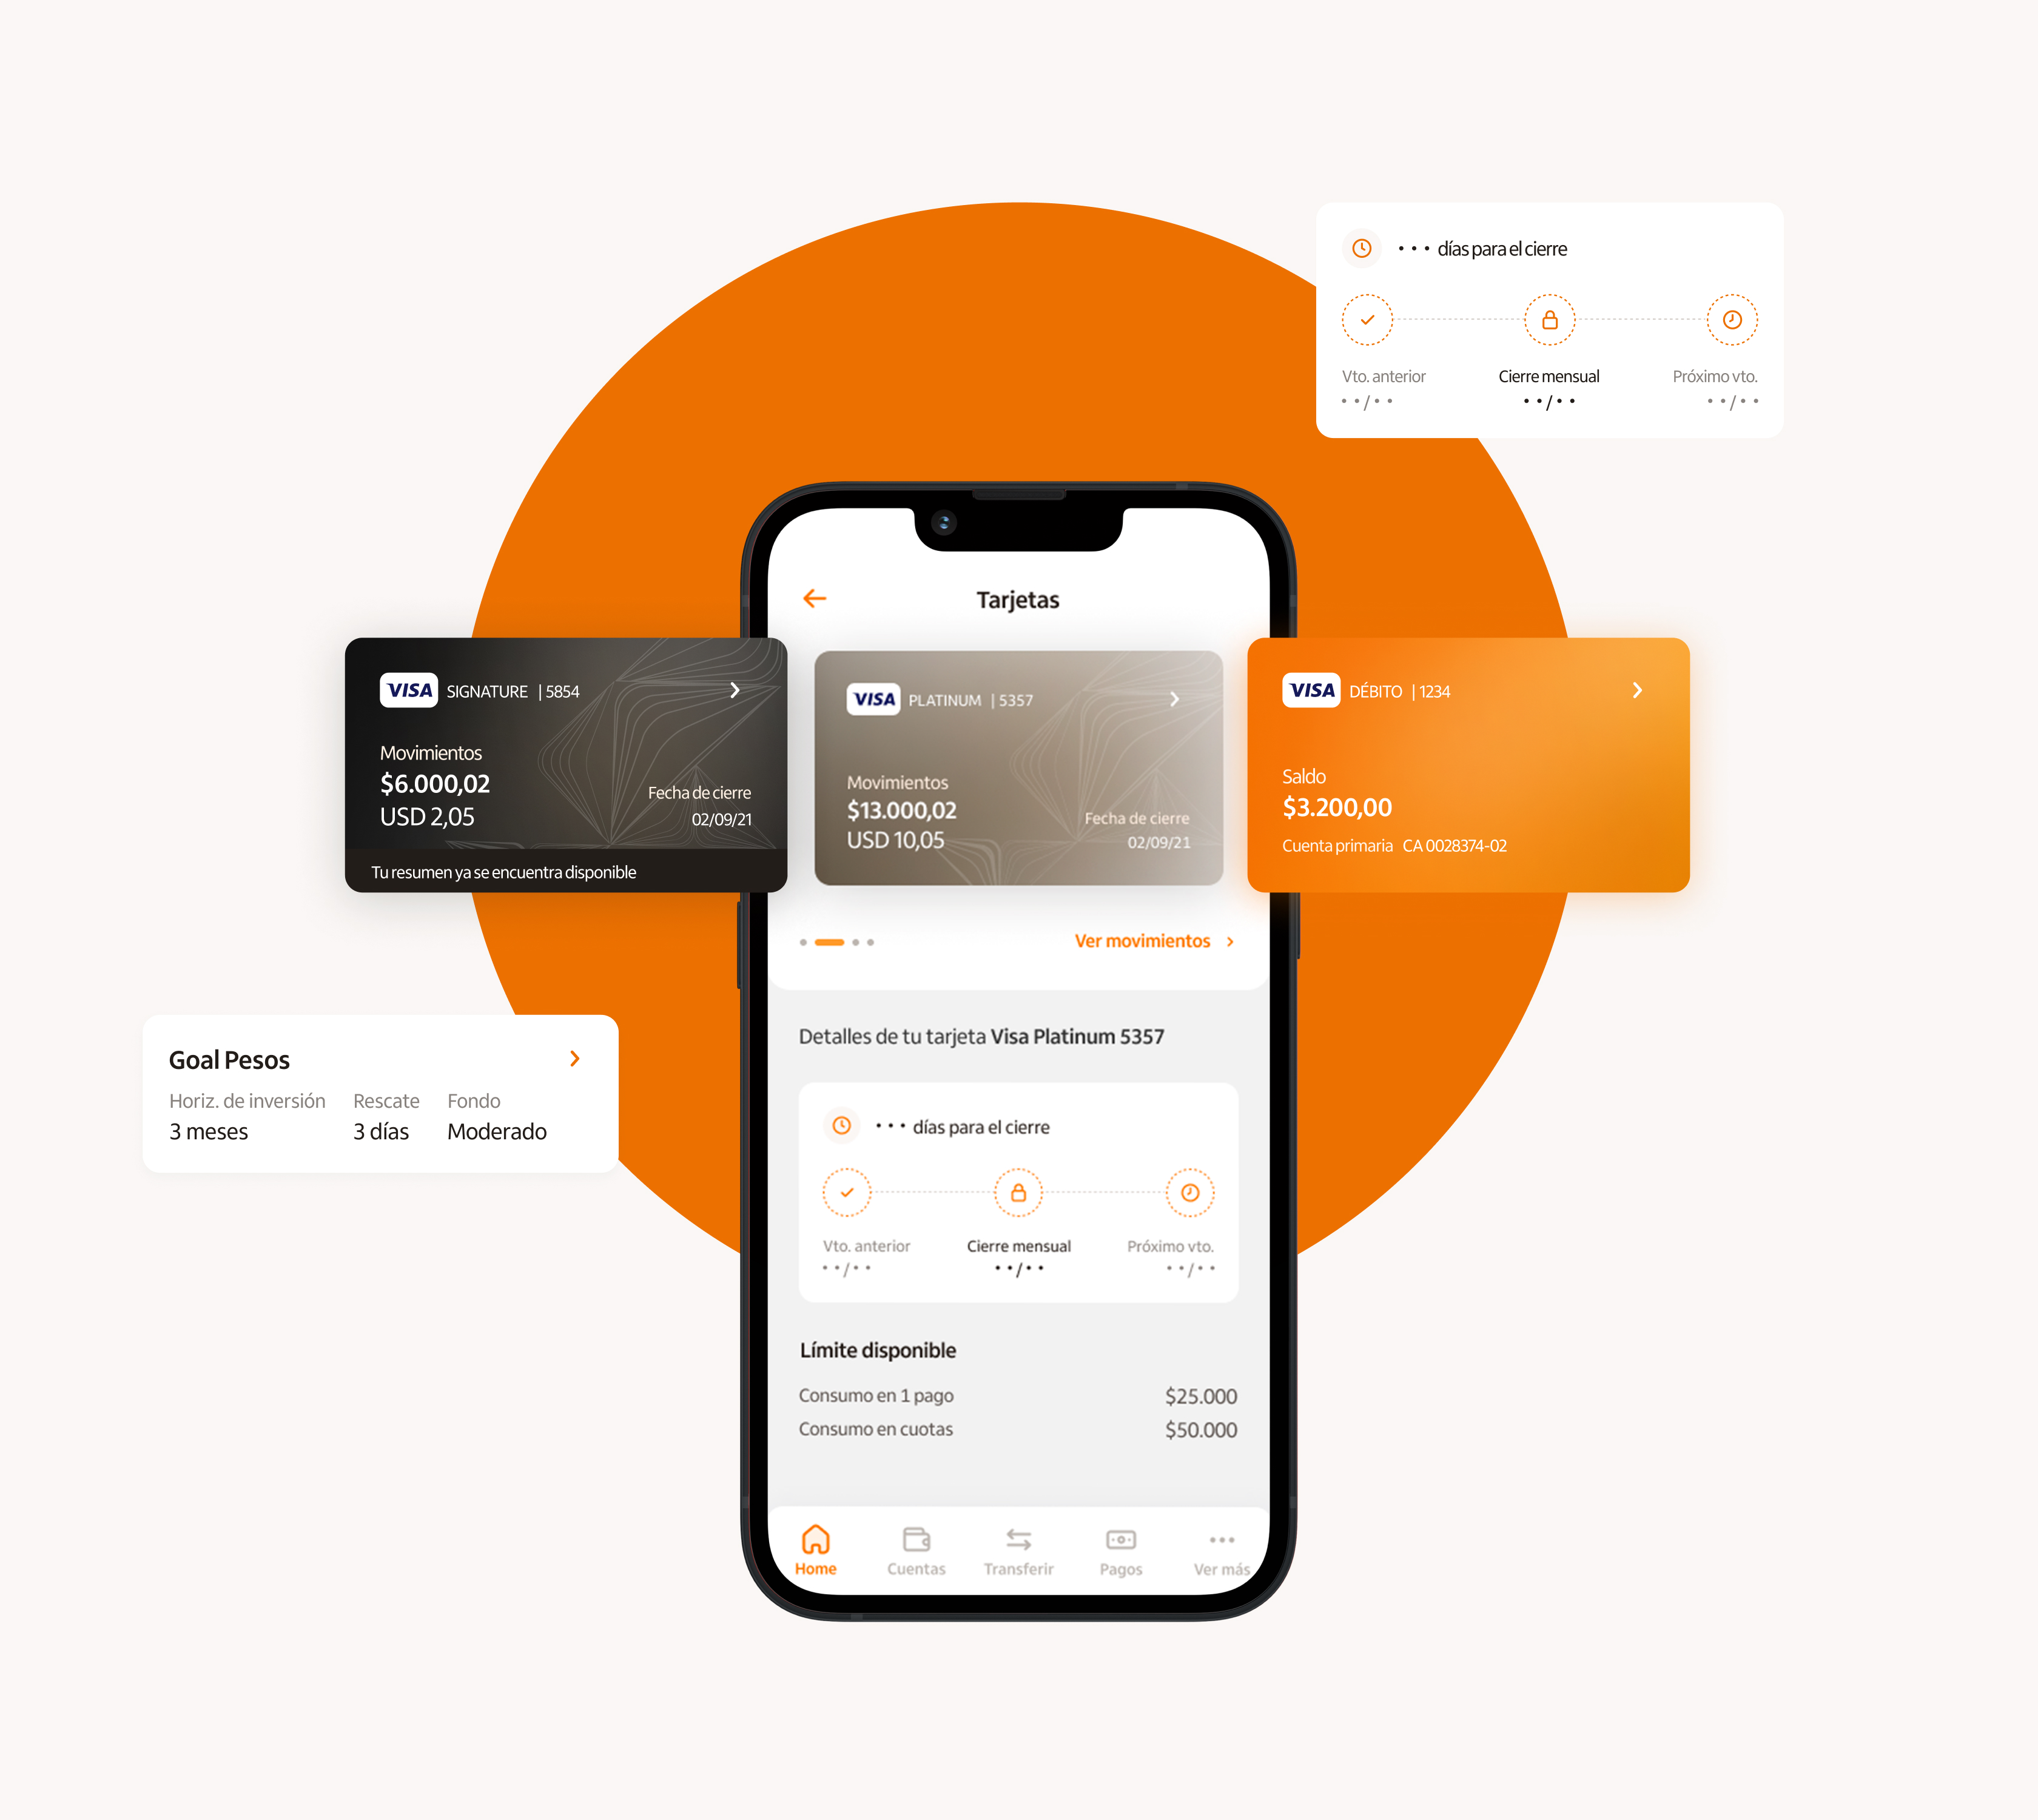 • • • días para el cierre
Vto. anterior Cierre mensual Próximo vto.
• •/• • • •/• • • •/• •
Tarjetas
VISA SIGNATURE | 5854
Movimientos
$6.000,02
USD 2,05
Fecha de cierre
02/09/21
Tu resumen ya se encuentra disponible
VISA PLATINUM | 5357
Movimientos
$13.000,02
USD 10,05
Fecha de cierre
02/09/21
VISA DÉBITO | 1234
Saldo
$3.200,00
Cuenta primaria CA 0028374-02
Ver movimientos
Goal Pesos
Horiz. de inversión Rescate Fondo
3 meses 3 días Moderado
Detalles de tu tarjeta Visa Platinum 5357
• • • días para el cierre
Vto. anterior Cierre mensual Próximo vto.
• •/• • • •/• • • •/• •
Límite disponible
Consumo en 1 pago $25.000
Consumo en cuotas $50.000
Home Cuentas Transferir Pagos Ver más